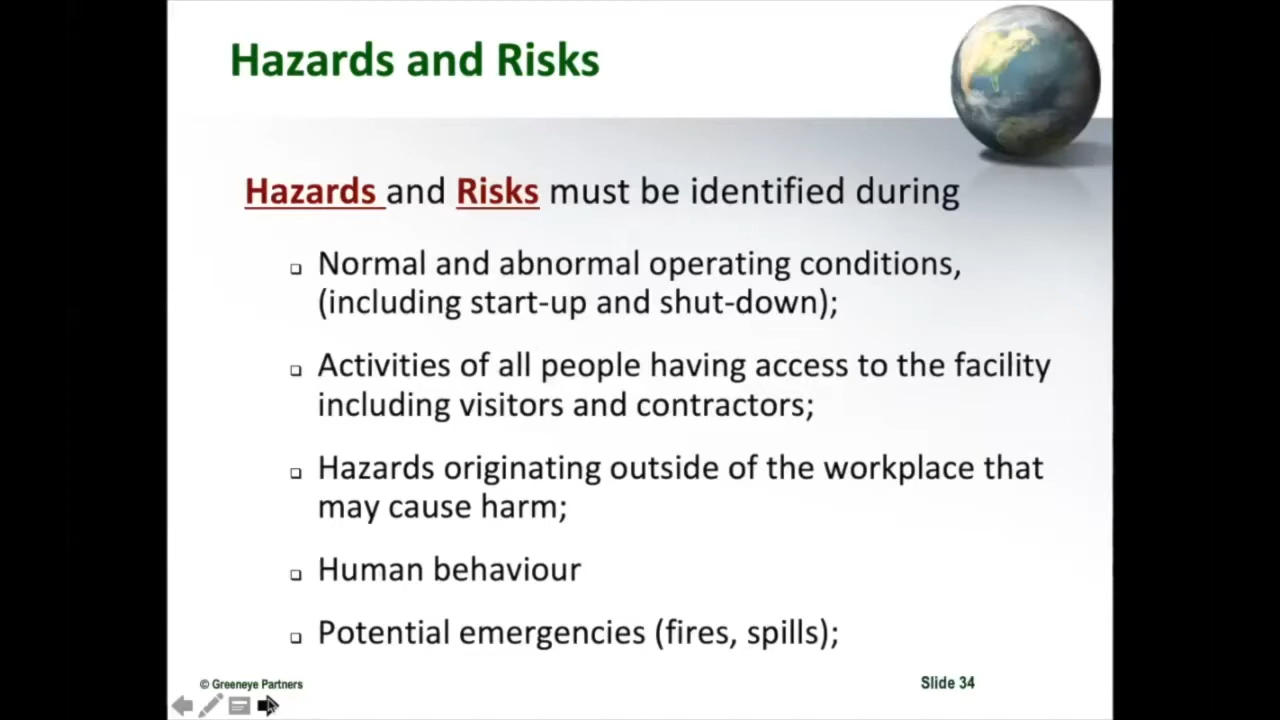 Hazards and Risks
Hazards and Risks must be identified during
Normal and abnormal operating conditions,
(including start-up and shut-down);
Activities of all people having access to the facility
including visitors and contractors;
Hazards originating outside of the workplace that
may cause harm;
Human behaviour
Potential emergencies (fires, spills);
© Greeneye Partners
Slide 34